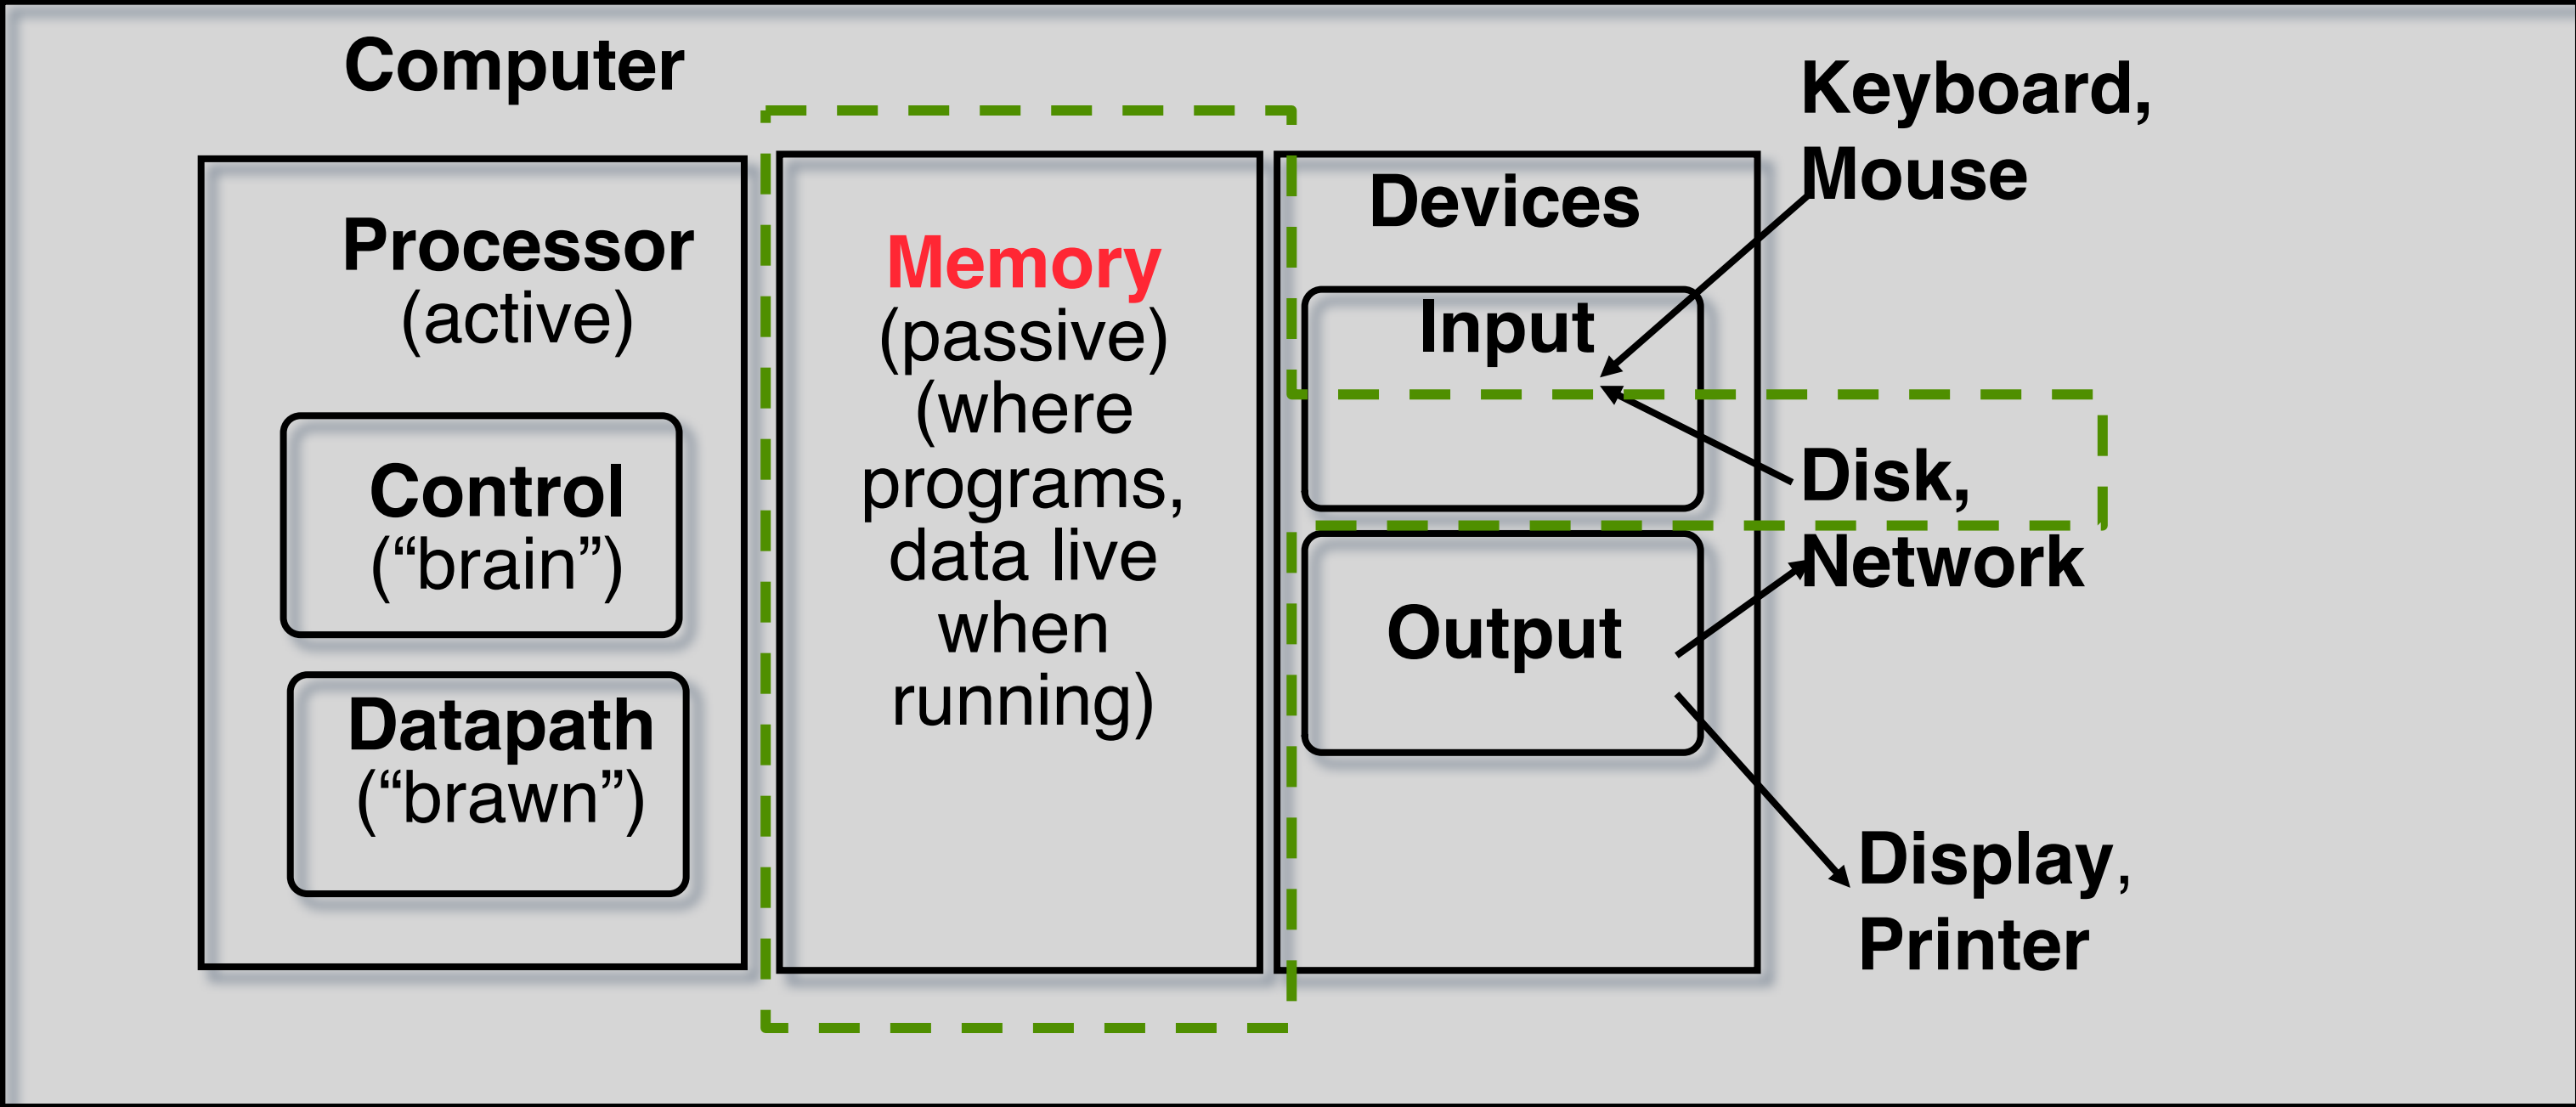 Computer
Processor
(active)
Control
(“brain”)
Datapath
(“brawn”)
Memory
(passive)
(where
programs,
data live
when
running)
Devices
Input
Output
Keyboard,
Mouse
Disk,
Network
Display,
Printer